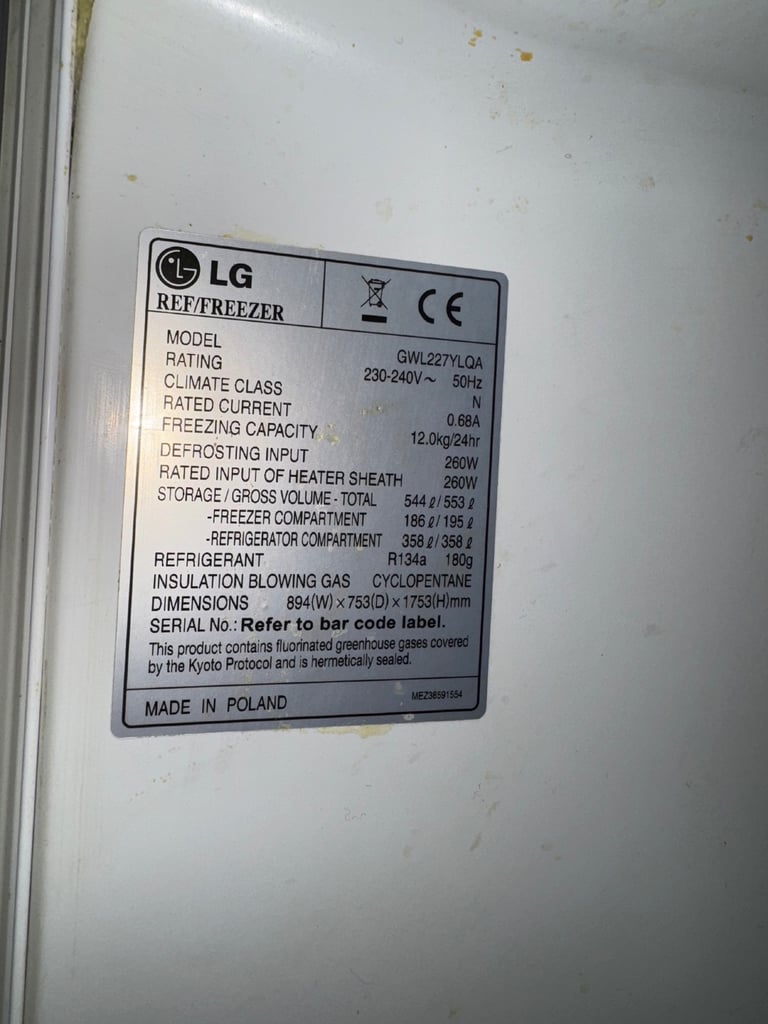 LG
REF/FREEZER
CE
MODEL GWL227YLQA
RATING 230-240V~ 50Hz
CLIMATE CLASS N
RATED CURRENT 0.68A
FREEZING CAPACITY 12.0kg/24hr
DEFROSTING INPUT 260W
RATED INPUT OF HEATER SHEATH 260W
STORAGE / GROSS VOLUME - TOTAL 544 ℓ / 553 ℓ
-FREEZER COMPARTMENT 186 ℓ / 195 ℓ
-REFRIGERATOR COMPARTMENT 358 ℓ / 358 ℓ
REFRIGERANT R134a 180g
INSULATION BLOWING GAS CYCLOPENTANE
DIMENSIONS 894(W)×753(D)×1753(H)mm
SERIAL No.: Refer to bar code label.
This product contains fluorinated greenhouse gases covered
by the Kyoto Protocol and is hermetically sealed.
MADE IN POLAND MEZ38591554